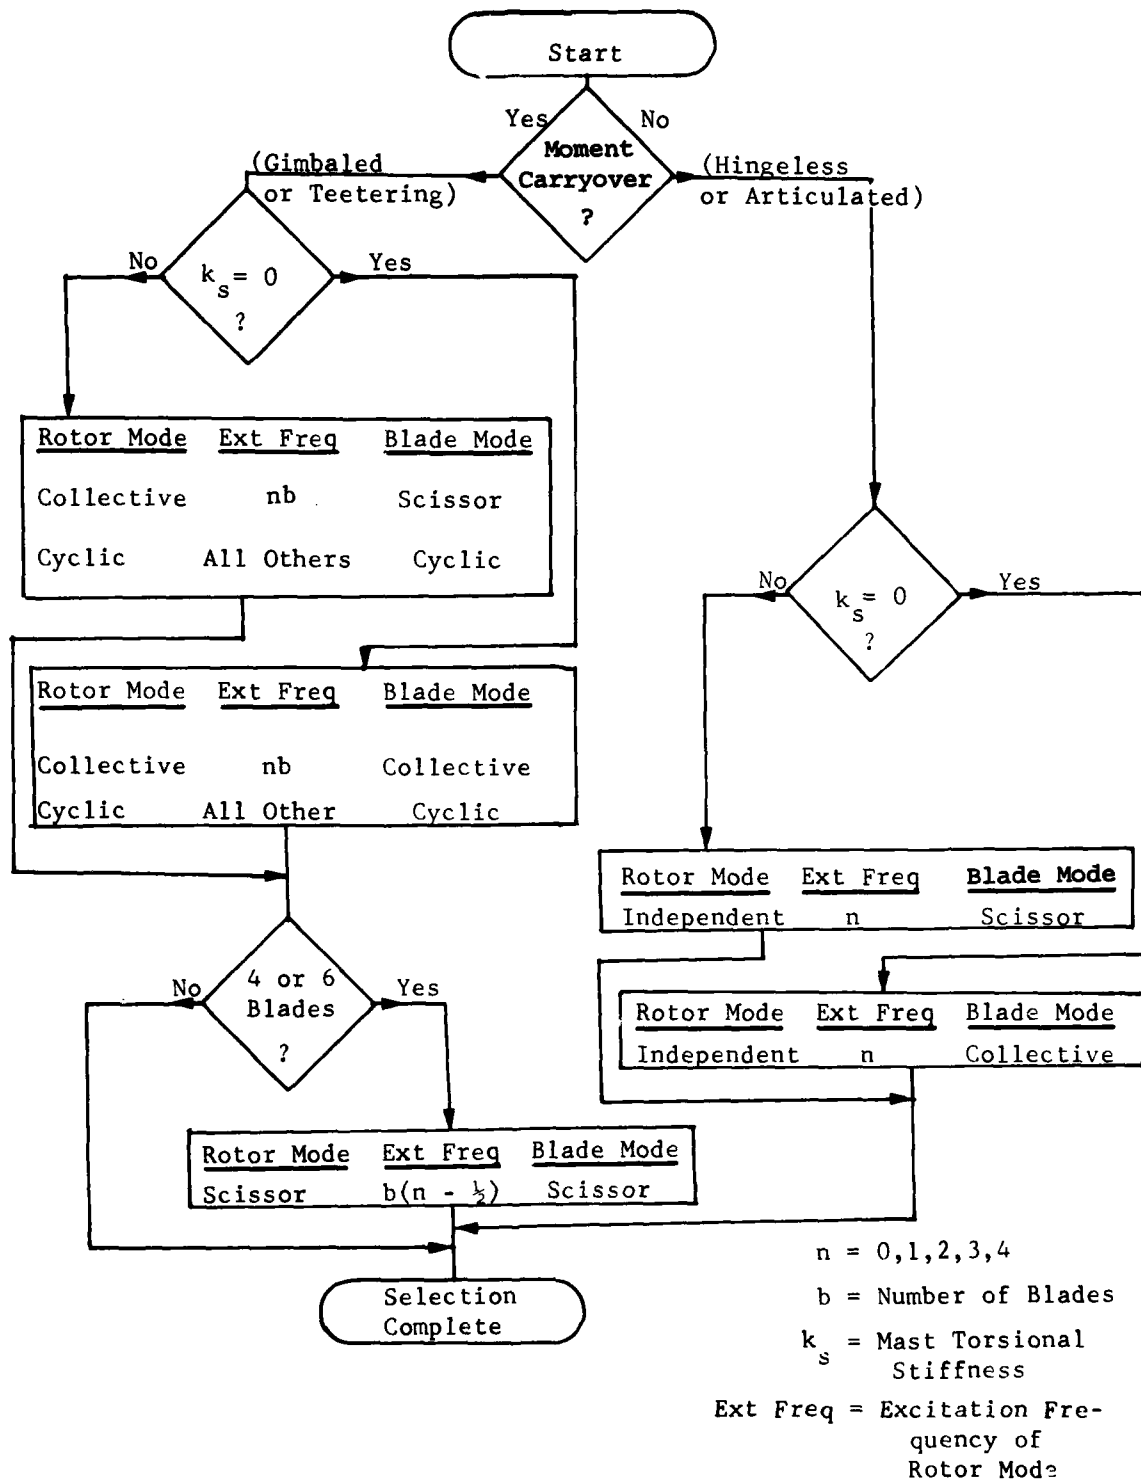 Start
Yes No
Moment
Carryover
?
(Gimbaled
or Teetering)
(Hingeless
or Articulated)
No Yes
k_s = 0
?
Rotor Mode Ext Freq Blade Mode
Collective nb Scissor
Cyclic All Others Cyclic
No Yes
k_s = 0
?
Rotor Mode Ext Freq Blade Mode
Collective nb Collective
Cyclic All Other Cyclic
Rotor Mode Ext Freq Blade Mode
Independent n Scissor
No Yes
4 or 6
Blades
?
Rotor Mode Ext Freq Blade Mode
Independent n Collective
Rotor Mode Ext Freq Blade Mode
Scissor b(n - ½) Scissor
Selection
Complete
n = 0,1,2,3,4
b = Number of Blades
k_s = Mast Torsional
Stiffness
Ext Freq = Excitation Fre-
quency of
Rotor Mode